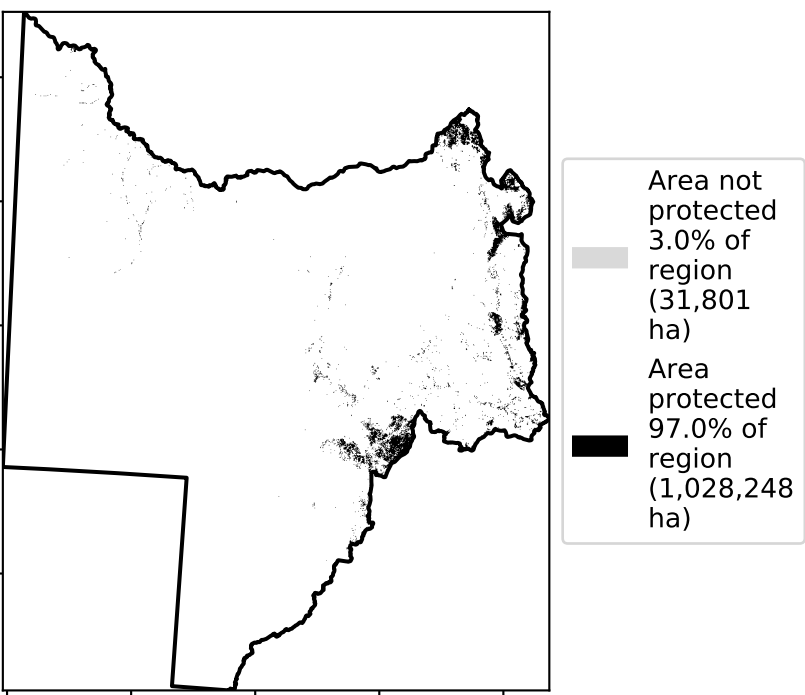 Area not
protected
3.0% of
region
(31,801
ha)
Area
protected
97.0% of
region
(1,028,248
ha)